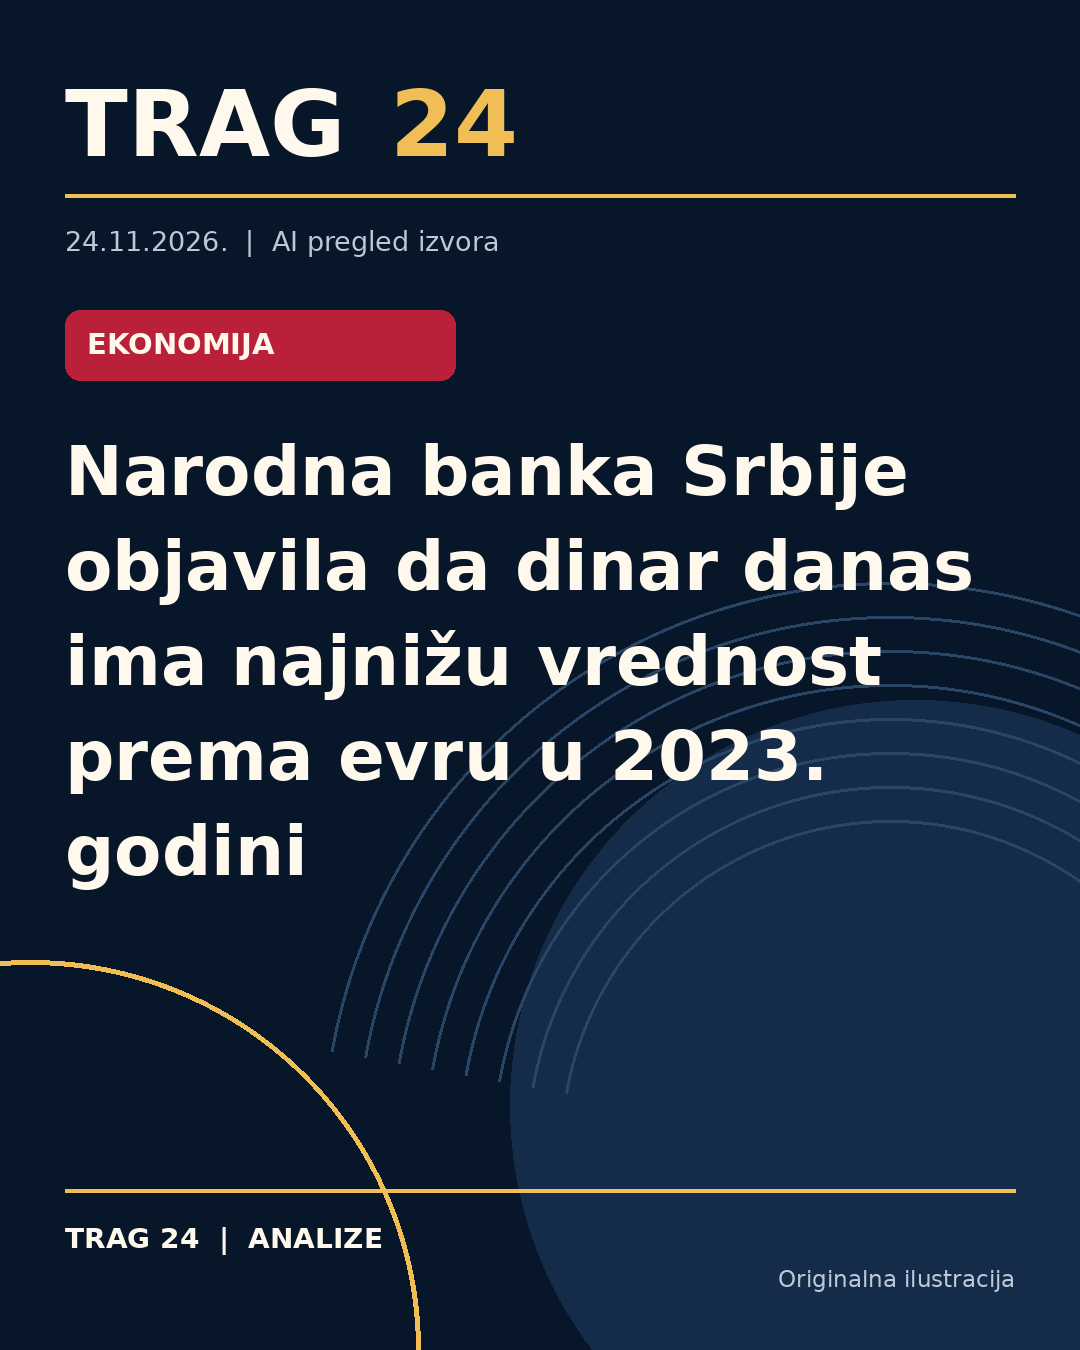 TRAG 24
24.11.2026. | AI pregled izvora
EKONOMIJA
Narodna banka Srbije
objavila da dinar danas
ima najnižu vrednost
prema evru u 2023.
godini
TRAG 24 | ANALIZE
Originalna ilustracija